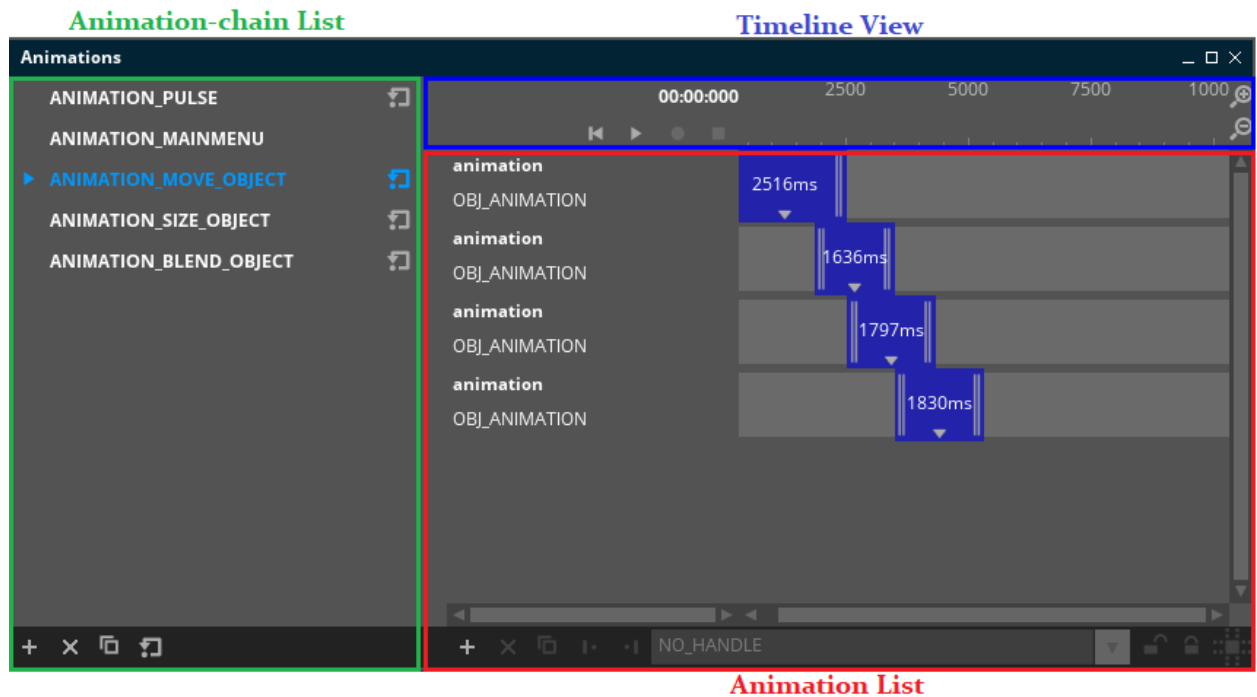 Animation-chain List
Timeline View
Animations
ANIMATION_PULSE
ANIMATION_MAINMENU
ANIMATION_MOVE_OBJECT
ANIMATION_SIZE_OBJECT
ANIMATION_BLEND_OBJECT
00:00:000
2500 5000 7500 1000
animation
OBJ_ANIMATION
2516ms
animation
OBJ_ANIMATION
1636ms
animation
OBJ_ANIMATION
1797ms
animation
OBJ_ANIMATION
1830ms
NO_HANDLE
Animation List